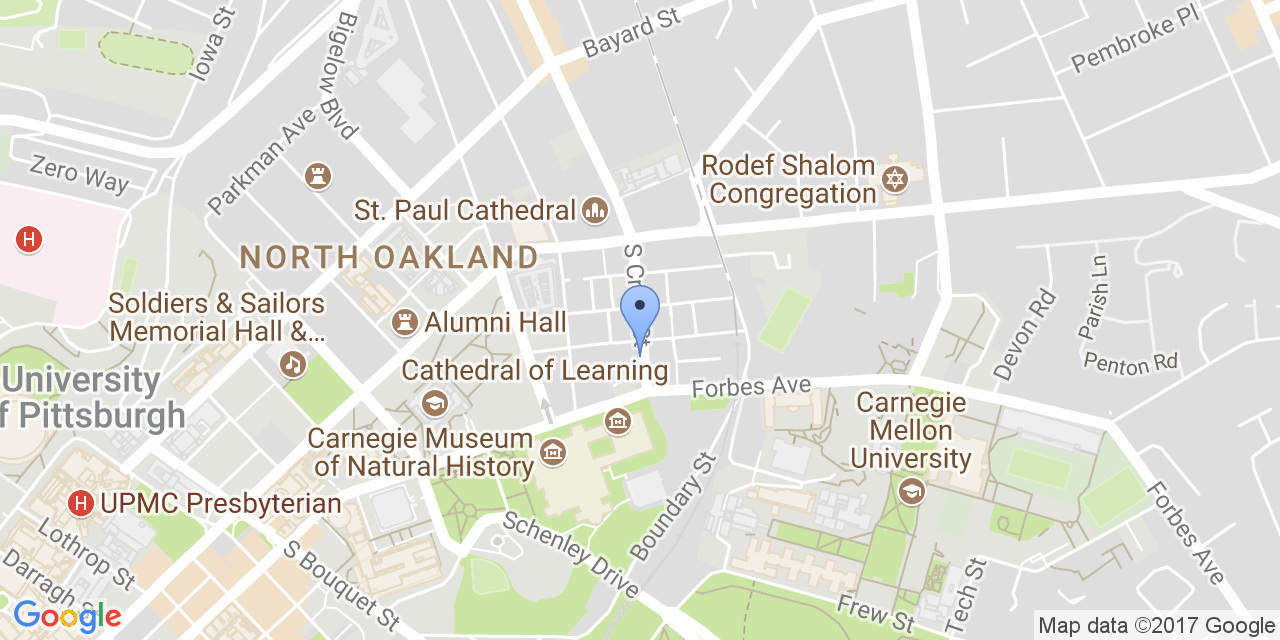 Iowa St
Bigelow Blvd
Bayard St
Pembroke Pl
Zero Way
Parkman Ave
Rodef Shalom
Congregation
St. Paul Cathedral
NORTH OAKLAND
Soldiers & Sailors
Memorial Hall &...
Alumni Hall
S
Parish Ln
Devon Rd
Penton Rd
University
Pittsburgh
Cathedral of Learning
Forbes Ave
Carnegie
Mellon
University
Carnegie Museum
of Natural History
H
H
UPMC Presbyterian
Lothrop St
Darragh
S Bouquet St
Schenley Drive
Boundary St
Forbes Ave
Frew St
Tech St
Google
Map data ©2017 Google